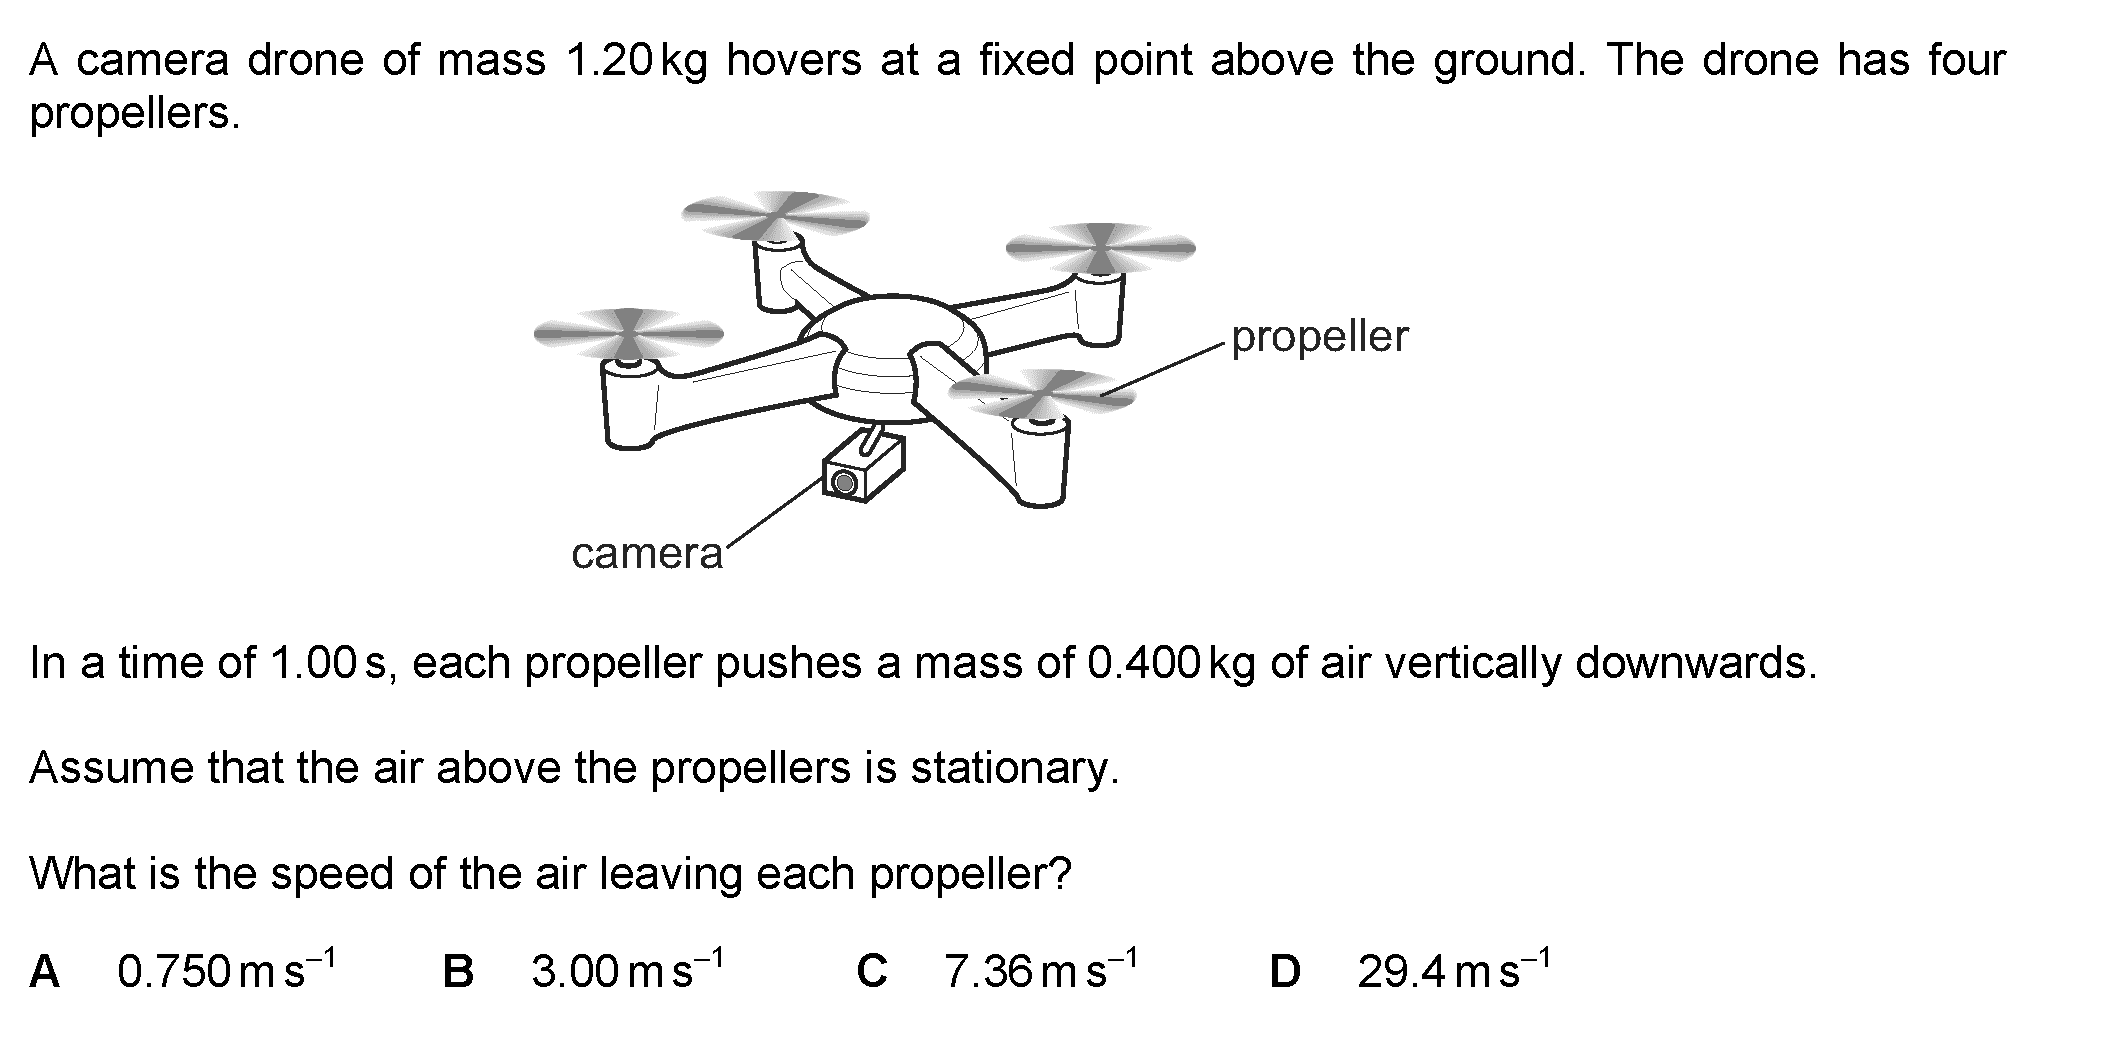 A camera drone of mass 1.20 kg hovers at a fixed point above the ground. The drone has four
propellers.
propeller
camera
In a time of 1.00 s, each propeller pushes a mass of 0.400 kg of air vertically downwards.
Assume that the air above the propellers is stationary.
What is the speed of the air leaving each propeller?
A 0.750 m s⁻¹ B 3.00 m s⁻¹ C 7.36 m s⁻¹ D 29.4 m s⁻¹